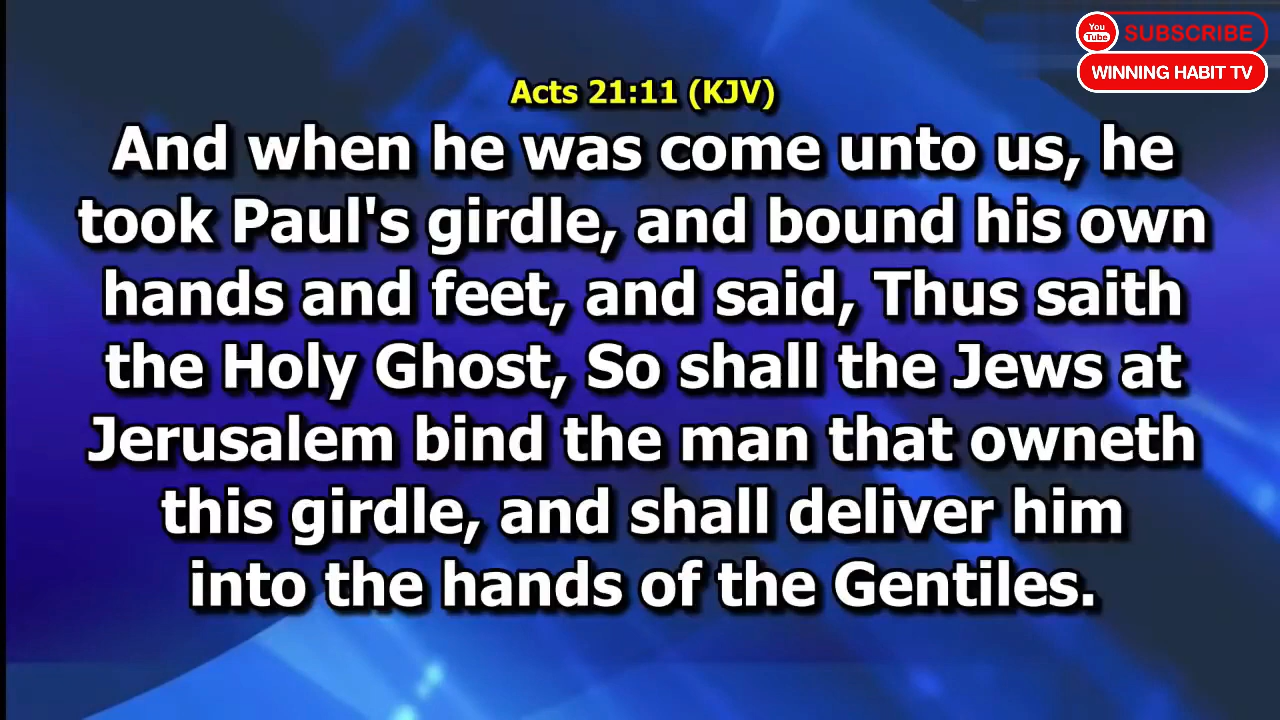 You
Tube
SUBSCRIBE
WINNING HABIT TV
Acts 21:11 (KJV)
And when he was come unto us, he
took Paul's girdle, and bound his own
hands and feet, and said, Thus saith
the Holy Ghost, So shall the Jews at
Jerusalem bind the man that owneth
this girdle, and shall deliver him
into the hands of the Gentiles.